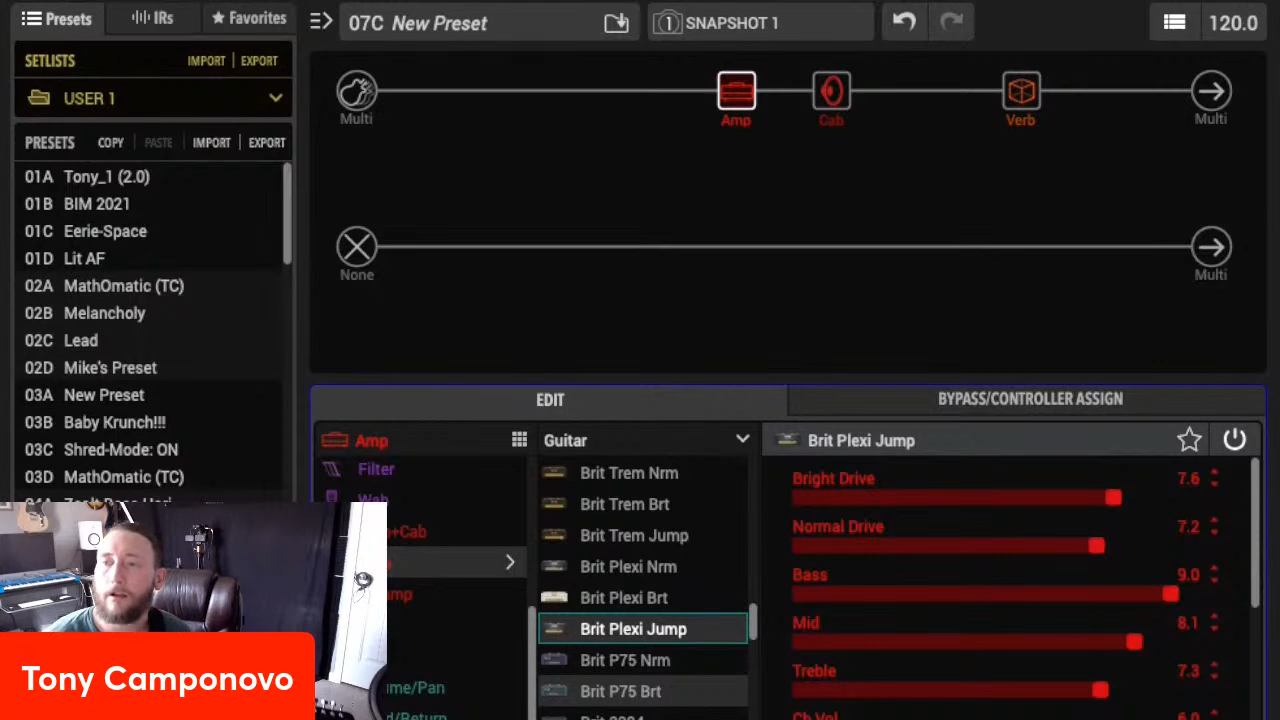 Presets
IRs
Favorites
07C New Preset
1
SNAPSHOT 1
120.0
SETLISTS
IMPORT
EXPORT
USER 1
PRESETS
COPY
PASTE
IMPORT
EXPORT
01A Tony_1 (2.0)
01B BIM 2021
01C Eerie-Space
01D Lit AF
02A MathOmatic (TC)
02B Melancholy
02C Lead
02D Mike's Preset
03A New Preset
03B Baby Krunch!!!
03C Shred-Mode: ON
03D MathOmatic (TC)
Multi
Amp
Cab
Verb
Multi
None
Multi
EDIT
BYPASS/CONTROLLER ASSIGN
Amp
Filter
Guitar
Brit Trem Nrm
Brit Trem Brt
Brit Trem Jump
Brit Plexi Nrm
Brit Plexi Brt
Brit Plexi Jump
Brit P75 Nrm
Brit P75 Brt
Brit Plexi Jump
Bright Drive 7.6
Normal Drive 7.2
Bass 9.0
Mid 8.1
Treble 7.3
Tony Camponovo